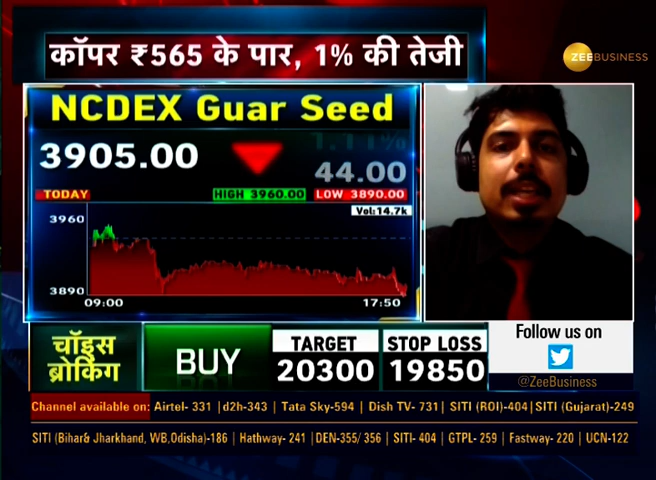 कॉपर ₹565 के पार, 1% की तेजी
ZEEBUSINESS
NCDEX Guar Seed
3905.00
1.11%
44.00
TODAY
HIGH 3960.00 LOW 3890.00
Vol:14.7k
3960
3890
09:00 17:50
चॉइस
ब्रोकिंग
BUY
TARGET
20300
STOP LOSS
19850
Follow us on
@ZeeBusiness
Channel available on: Airtel- 331 |d2h-343 | Tata Sky-594 | Dish TV- 731| SITI (ROI)-404|SITI (Gujarat)-249
SITI (Bihar& Jharkhand, WB,Odisha)-186 | Hathway- 241 |DEN-355/ 356 | SITI- 404 | GTPL- 259 | Fastway- 220 | UCN-122